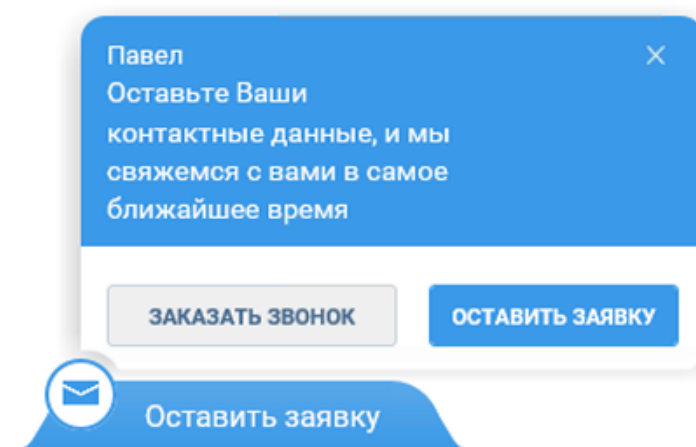 Павел
Оставьте Ваши
контактные данные, и мы
свяжемся с вами в самое
ближайшее время
ЗАКАЗАТЬ ЗВОНОК
ОСТАВИТЬ ЗАЯВКУ
Оставить заявку